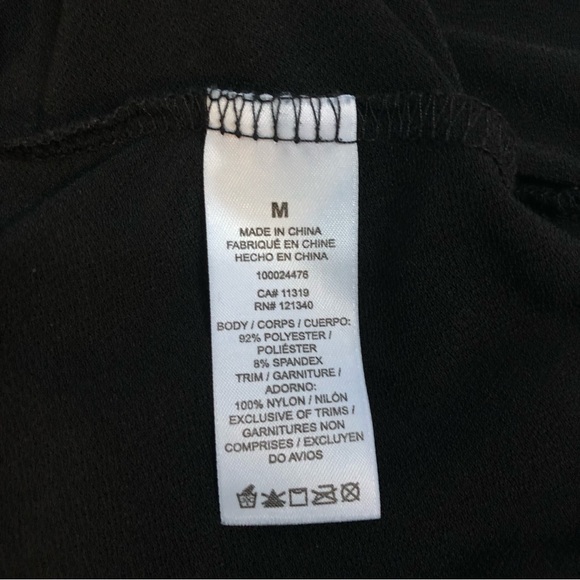 M
MADE IN CHINA
FABRIQUÉ EN CHINE
HECHO EN CHINA
100024476
CA# 11319
RN# 121340
BODY / CORPS / CUERPO:
92% POLYESTER /
POLIÉSTER
8% SPANDEX
TRIM / GARNITURE /
ADORNO:
100% NYLON / NILÓN
EXCLUSIVE OF TRIMS /
GARNITURES NON
COMPRISES / EXCLUYEN
DO AVIOS